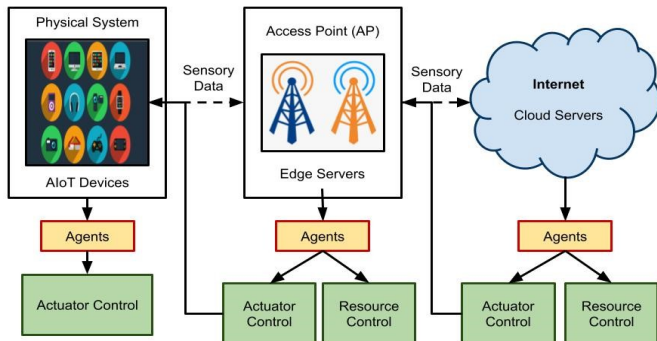 Physical System
AIoT Devices
Agents
Actuator Control
Sensory
Data
Access Point (AP)
Edge Servers
Agents
Actuator
Control
Resource
Control
Sensory
Data
Internet
Cloud Servers
Agents
Actuator
Control
Resource
Control